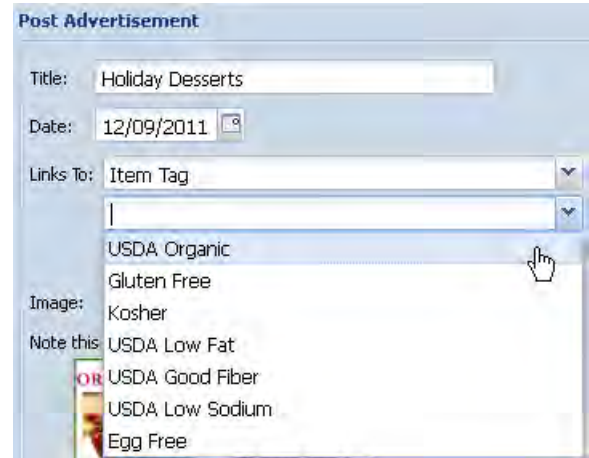 Post Advertisement
Title: Holiday Desserts
Date: 12/09/2011
Links To: Item Tag
USDA Organic
Gluten Free
Image:
Kosher
Note this
USDA Low Fat
OR
USDA Good Fiber
USDA Low Sodium
Egg Free